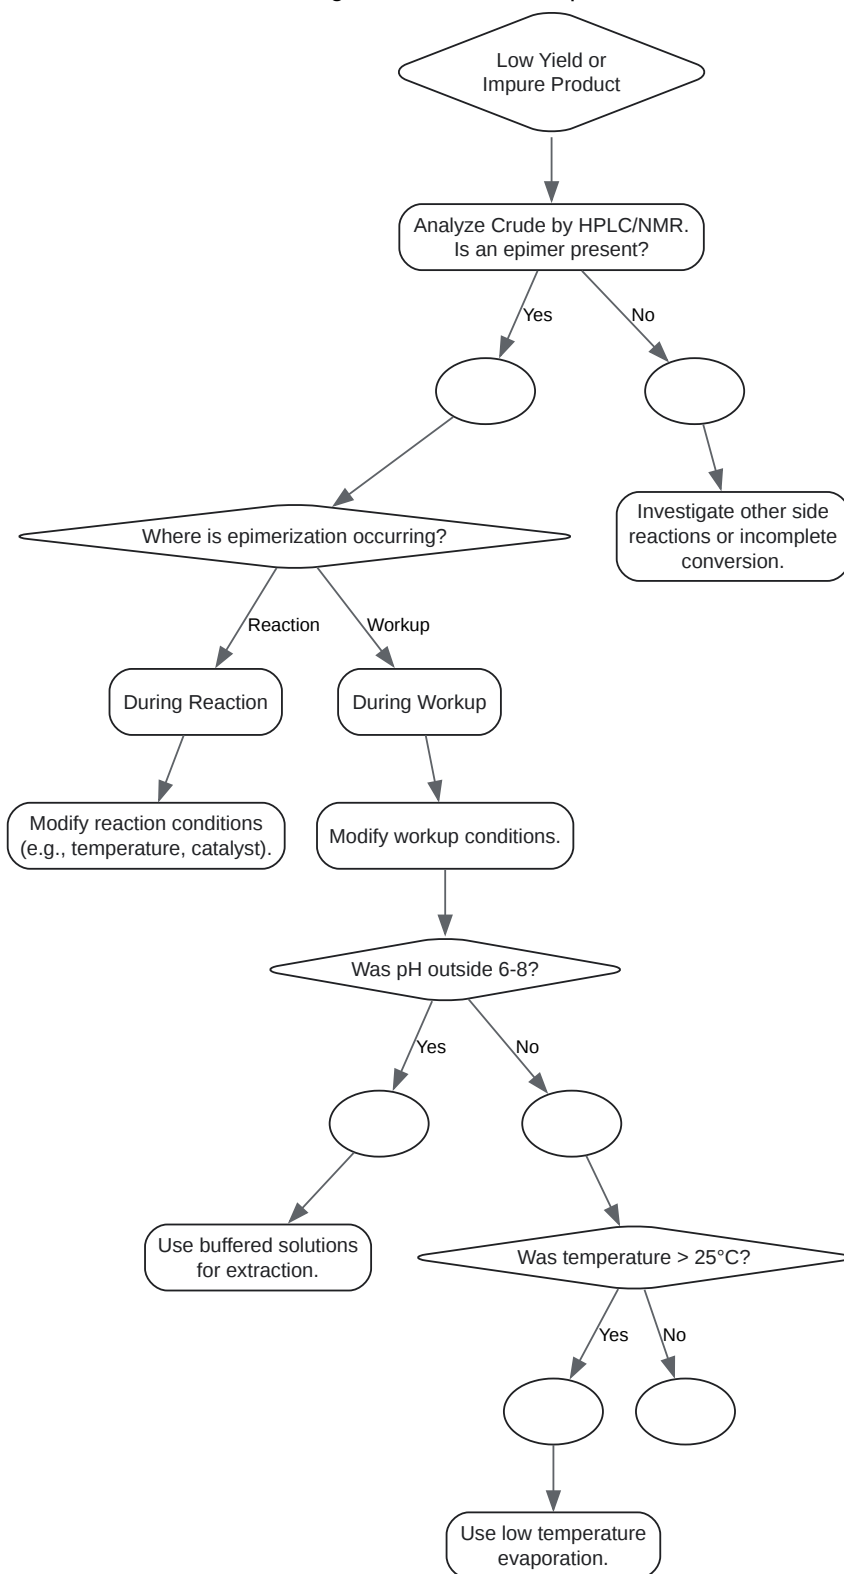 Low Yield or
Impure Product
Analyze Crude by HPLC/NMR.
Is an epimer present?
Yes
No
Where is epimerization occurring?
Investigate other side
reactions or incomplete
conversion.
Reaction
Workup
During Reaction
During Workup
Modify reaction conditions
(e.g., temperature, catalyst).
Modify workup conditions.
Was pH outside 6-8?
Yes
No
Use buffered solutions
for extraction.
Was temperature > 25°C?
Yes
No
Use low temperature
evaporation.